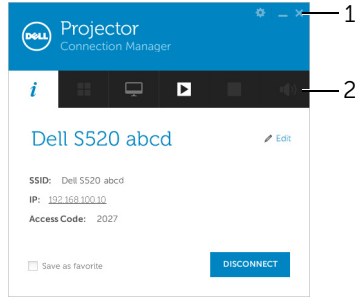 DELL
Projector
Connection Manager
1
i
2
Dell S520 abcd
Edit
SSID: Dell S520 abcd
IP: 192.168.100.10
Access Code: 2027
Save as favorite
DISCONNECT